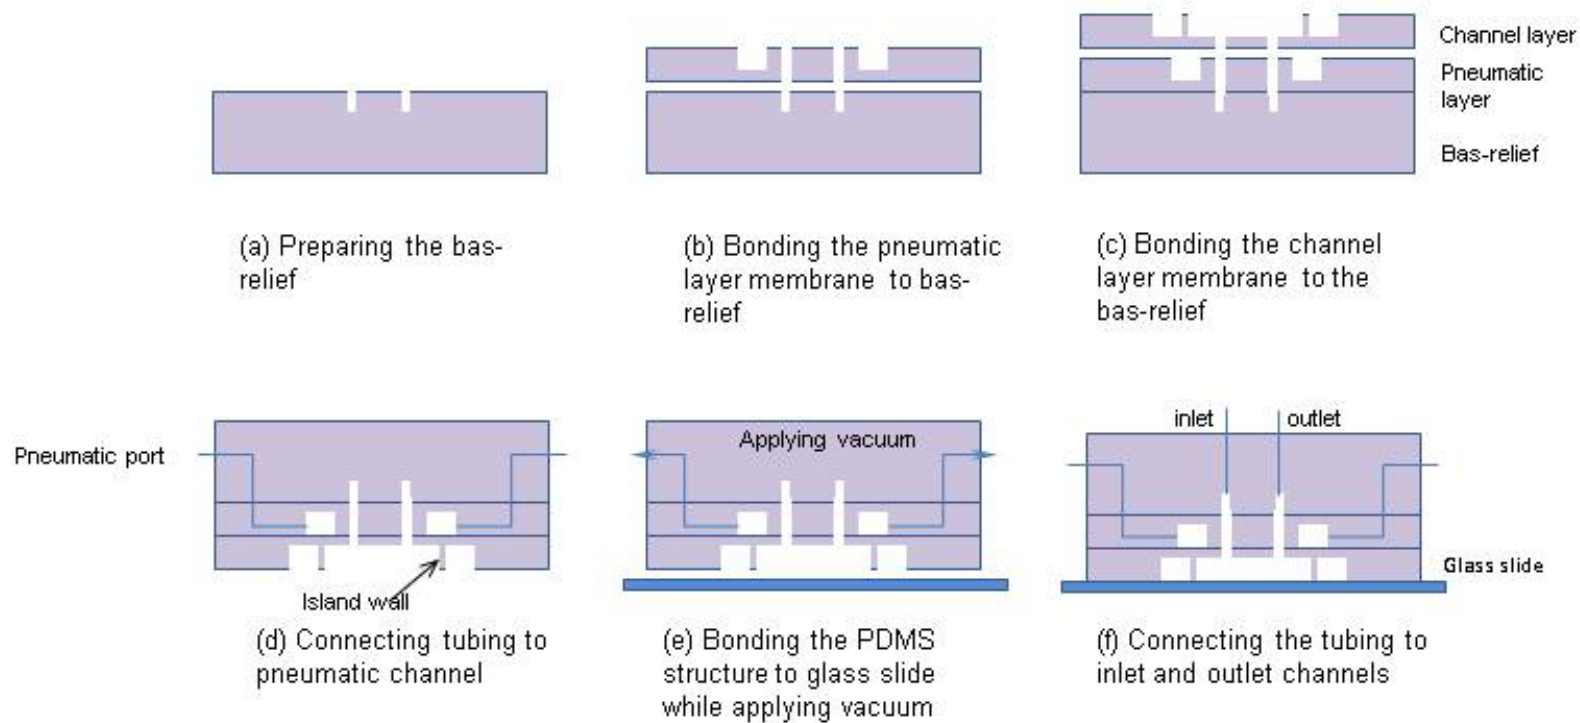 Channel layer
Pneumatic
layer
Bas-relief
(a) Preparing the bas-
relief
(b) Bonding the pneumatic
layer membrane to bas-
relief
(c) Bonding the channel
layer membrane to the
bas-relief
Pneumatic port
Island wall
(d) Connecting tubing to
pneumatic channel
Applying vacuum
(e) Bonding the PDMS
structure to glass slide
while applying vacuum
inlet
outlet
Glass slide
(f) Connecting the tubing to
inlet and outlet channels